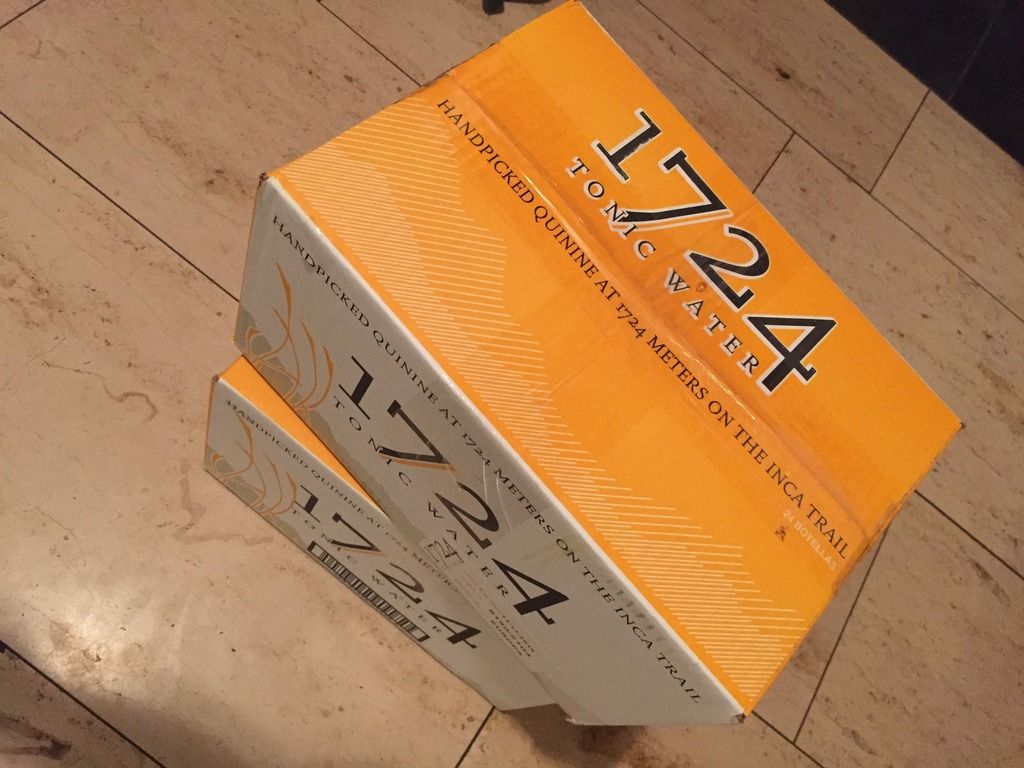 1724
TONIC WATER
HANDPICKED QUININE AT 1724 METERS ON THE INCA TRAIL
24 BOTELLAS
HANDPICKED QUININE AT 1724 METERS ON THE INCA TRAIL
1724
TONIC WATER
HANDPICKED QUININE AT 1724
1724
TONIC WATER